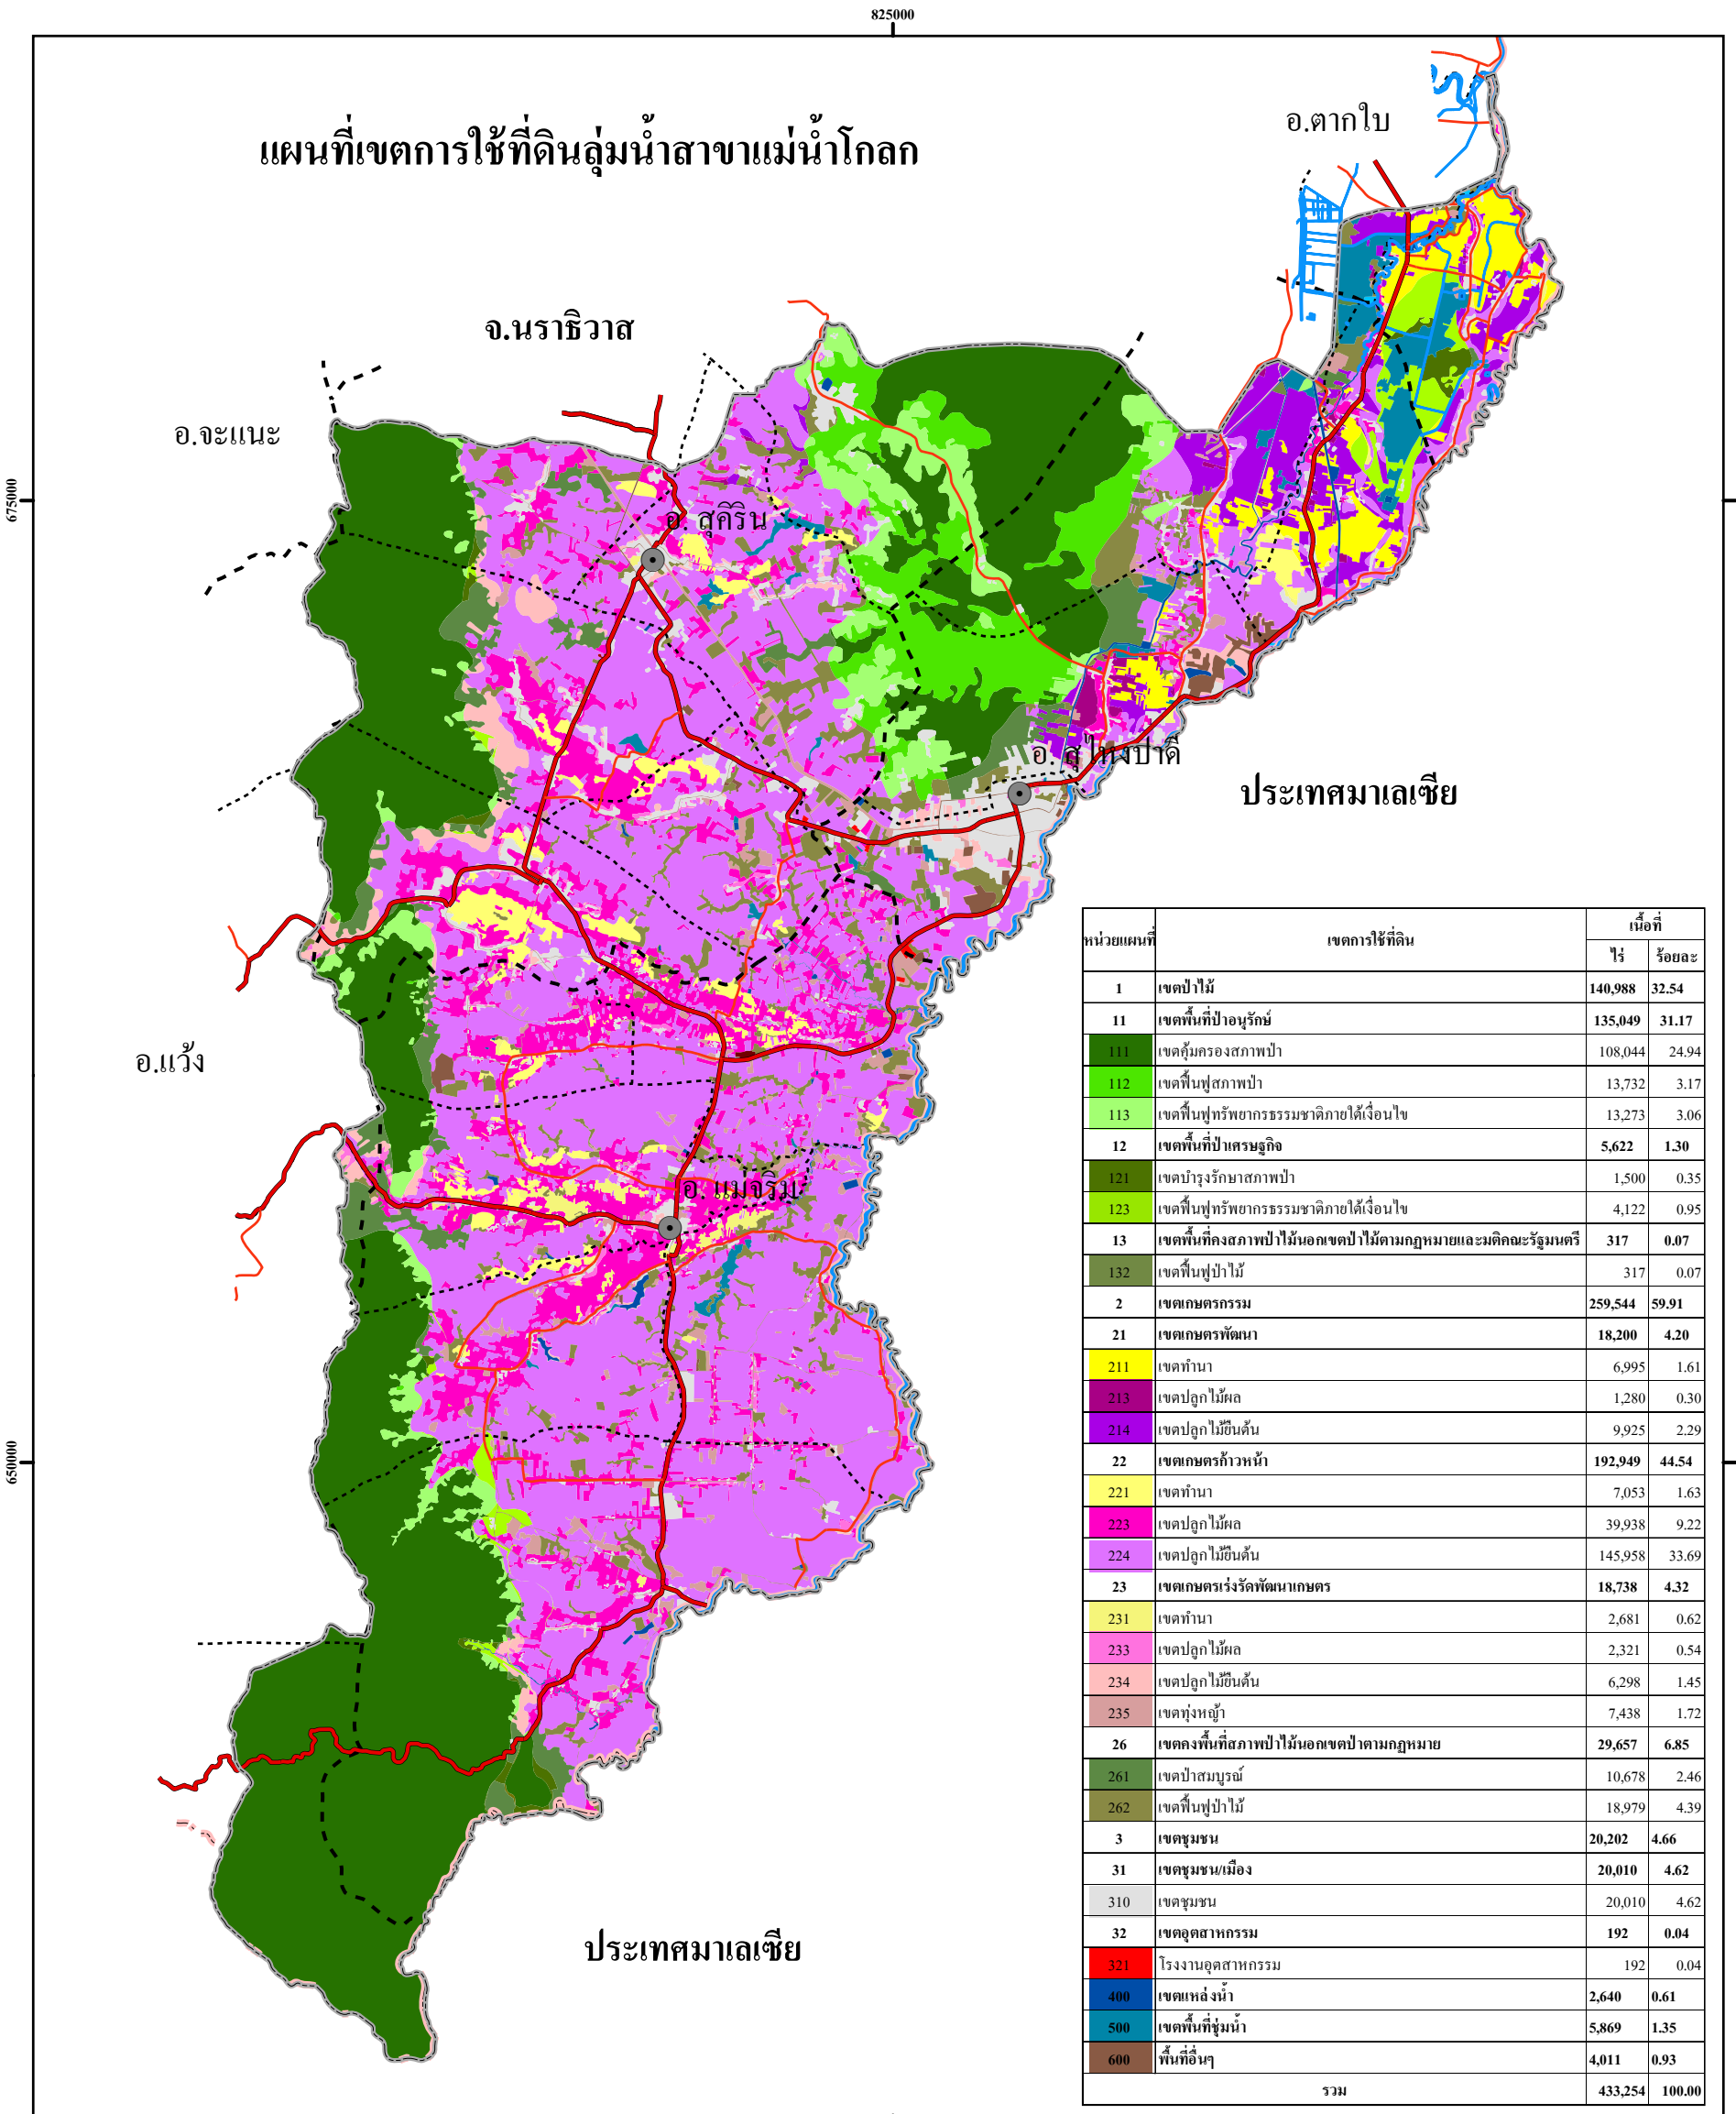 825000
แผนที่เขตการใช้ที่ดินลุ่มน้ำสาขาแม่น้ำโกลก
อ.ตากใบ
จ.นราธิวาส
อ.จะแนะ
675000
อ. สุคิริน
อ. สุไหงปาดี
ประเทศมาเลเซีย
อ.แว้ง
อ. แม่จริม
650000
ประเทศมาเลเซีย
หน่วยแผนที่ เขตการใช้ที่ดิน เนื้อที่
ไร่ ร้อยละ
1 เขตป่าไม้ 140,988 32.54
11 เขตพื้นที่ป่าอนุรักษ์ 135,049 31.17
111 เขตคุ้มครองสภาพป่า 108,044 24.94
112 เขตฟื้นฟูสภาพป่า 13,732 3.17
113 เขตฟื้นฟูทรัพยากรธรรมชาติภายใต้เงื่อนไข 13,273 3.06
12 เขตพื้นที่ป่าเศรษฐกิจ 5,622 1.30
121 เขตบำรุงรักษาสภาพป่า 1,500 0.35
123 เขตฟื้นฟูทรัพยากรธรรมชาติภายใต้เงื่อนไข 4,122 0.95
13 เขตพื้นที่คงสภาพป่าไม้นอกเขตป่าไม้ตามกฎหมายและมติคณะรัฐมนตรี 317 0.07
132 เขตฟื้นฟูป่าไม้ 317 0.07
2 เขตเกษตรกรรม 259,544 59.91
21 เขตเกษตรพัฒนา 18,200 4.20
211 เขตทำนา 6,995 1.61
213 เขตปลูกไม้ผล 1,280 0.30
214 เขตปลูกไม้ยืนต้น 9,925 2.29
22 เขตเกษตรก้าวหน้า 192,949 44.54
221 เขตทำนา 7,053 1.63
223 เขตปลูกไม้ผล 39,938 9.22
224 เขตปลูกไม้ยืนต้น 145,958 33.69
23 เขตเกษตรเร่งรัดพัฒนาเกษตร 18,738 4.32
231 เขตทำนา 2,681 0.62
233 เขตปลูกไม้ผล 2,321 0.54
234 เขตปลูกไม้ยืนต้น 6,298 1.45
235 เขตทุ่งหญ้า 7,438 1.72
26 เขตคงพื้นที่สภาพป่าไม้นอกเขตป่าตามกฎหมาย 29,657 6.85
261 เขตป่าสมบูรณ์ 10,678 2.46
262 เขตฟื้นฟูป่าไม้ 18,979 4.39
3 เขตชุมชน 20,202 4.66
31 เขตชุมชน/เมือง 20,010 4.62
310 เขตชุมชน 20,010 4.62
32 เขตอุตสาหกรรม 192 0.04
321 โรงงานอุตสาหกรรม 192 0.04
400 เขตแหล่งน้ำ 2,640 0.61
500 เขตพื้นที่ชุ่มน้ำ 5,869 1.35
600 พื้นที่อื่นๆ 4,011 0.93
รวม 433,254 100.00